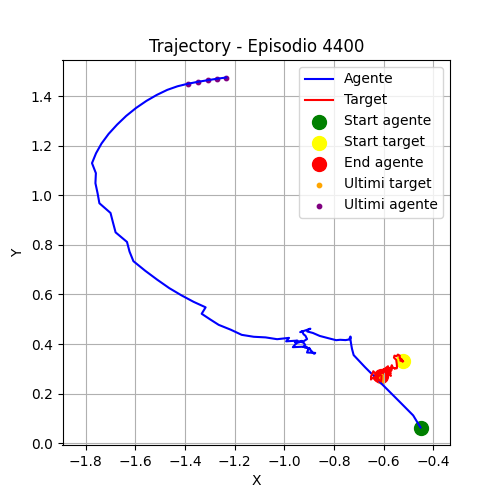 Trajectory - Episodio 4400
Agente
Target
Start agente
Start target
End agente
Ultimi target
Ultimi agente
Y
1.4
1.2
1.0
0.8
0.6
0.4
0.2
0.0
−1.8 −1.6 −1.4 −1.2 −1.0 −0.8 −0.6 −0.4
X